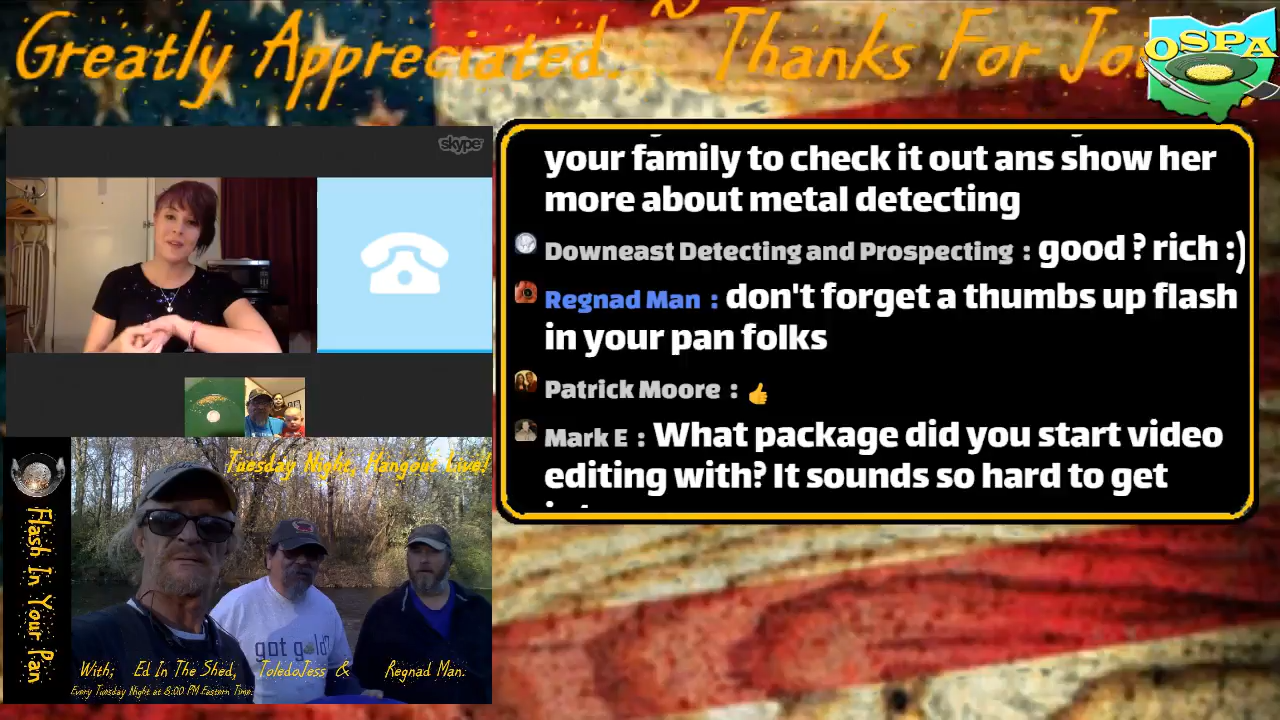 Greatly Appreciated. ~ Thanks For Joi
OSPA
skype
your family to check it out ans show her
more about metal detecting
Downeast Detecting and Prospecting : good ? rich :)
Regnad Man : don't forget a thumbs up flash
in your pan folks
Patrick Moore : 👍
Mark E : What package did you start video
editing with? It sounds so hard to get
Tuesday Night, Hangout Live!
Flash In Your Pan
got gold?
With; Ed In The Shed, ToledoJess & Regnad Man.
Every Tuesday Night at 8:00 PM Eastern Time.